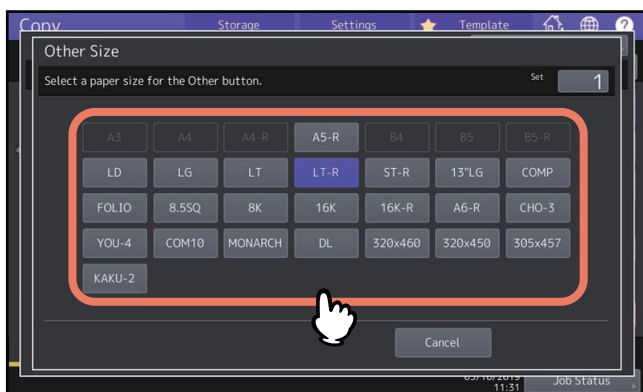 Copy Storage Settings Template ?
Other Size
Select a paper size for the Other button. Set 1
A3 A4 A4-R A5-R B4 B5 B5-R
LD LG LT LT-R ST-R 13"LG COMP
FOLIO 8.5SQ 8K 16K 16K-R A6-R CHO-3
YOU-4 COM10 MONARCH DL 320x460 320x450 305x457
KAKU-2
Cancel
11:31 Job Status